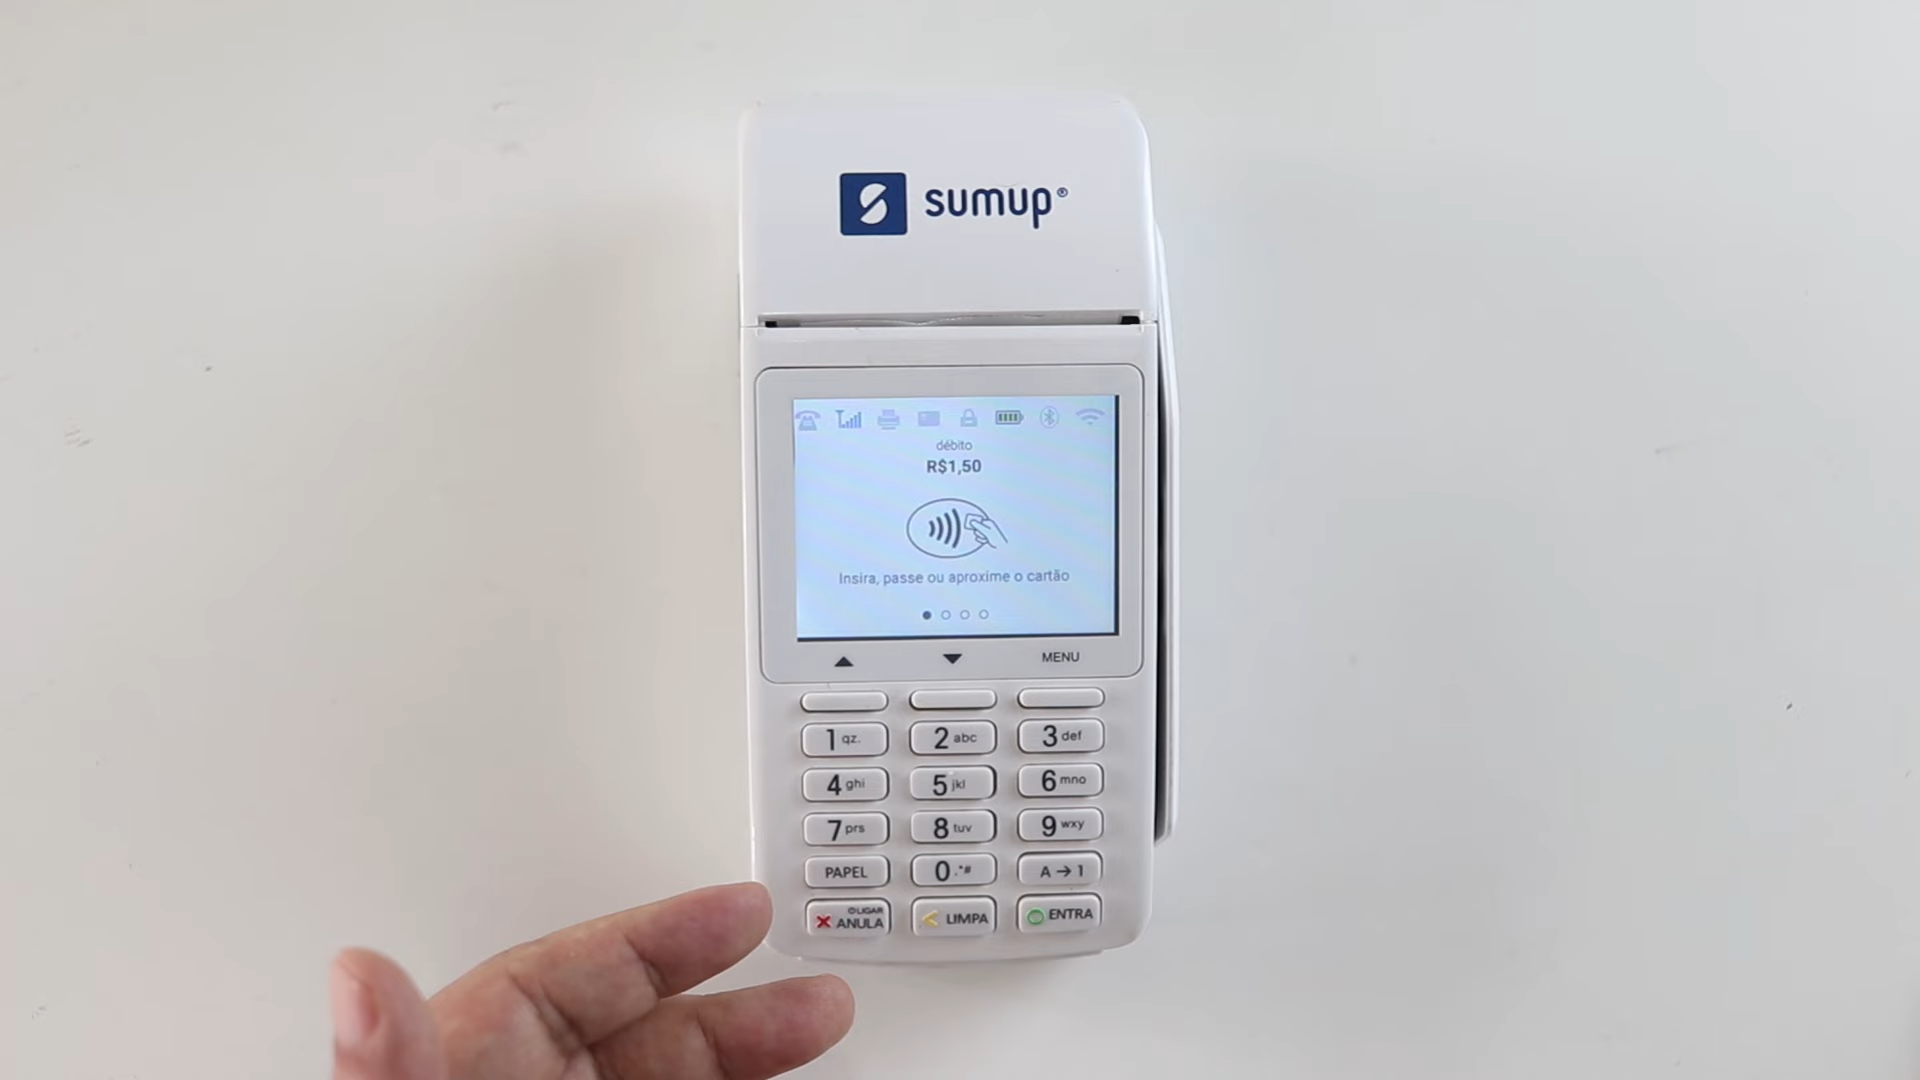 sumup®
débito
R$1,50
Insira, passe ou aproxime o cartão
MENU
1 qz. 2 abc 3 def
4 ghi 5 jkl 6 mno
7 prs 8 tuv 9 wxy
PAPEL 0 .*# A → 1
LIGAR
ANULA LIMPA ENTRA